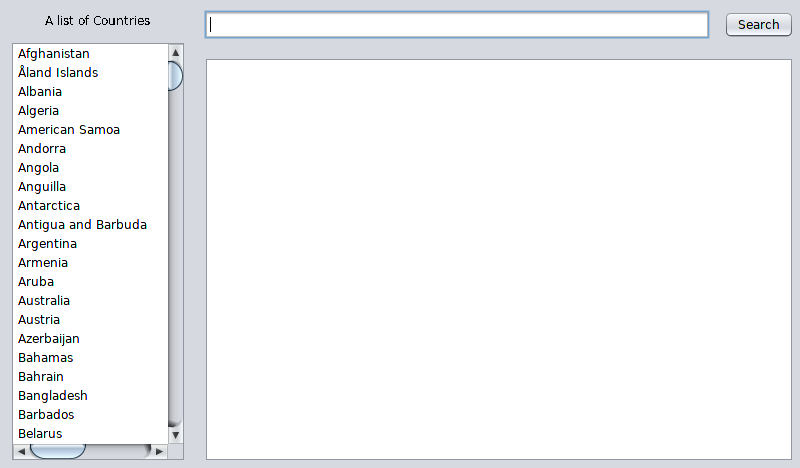 A list of Countries
Search
Afghanistan
Åland Islands
Albania
Algeria
American Samoa
Andorra
Angola
Anguilla
Antarctica
Antigua and Barbuda
Argentina
Armenia
Aruba
Australia
Austria
Azerbaijan
Bahamas
Bahrain
Bangladesh
Barbados
Belarus